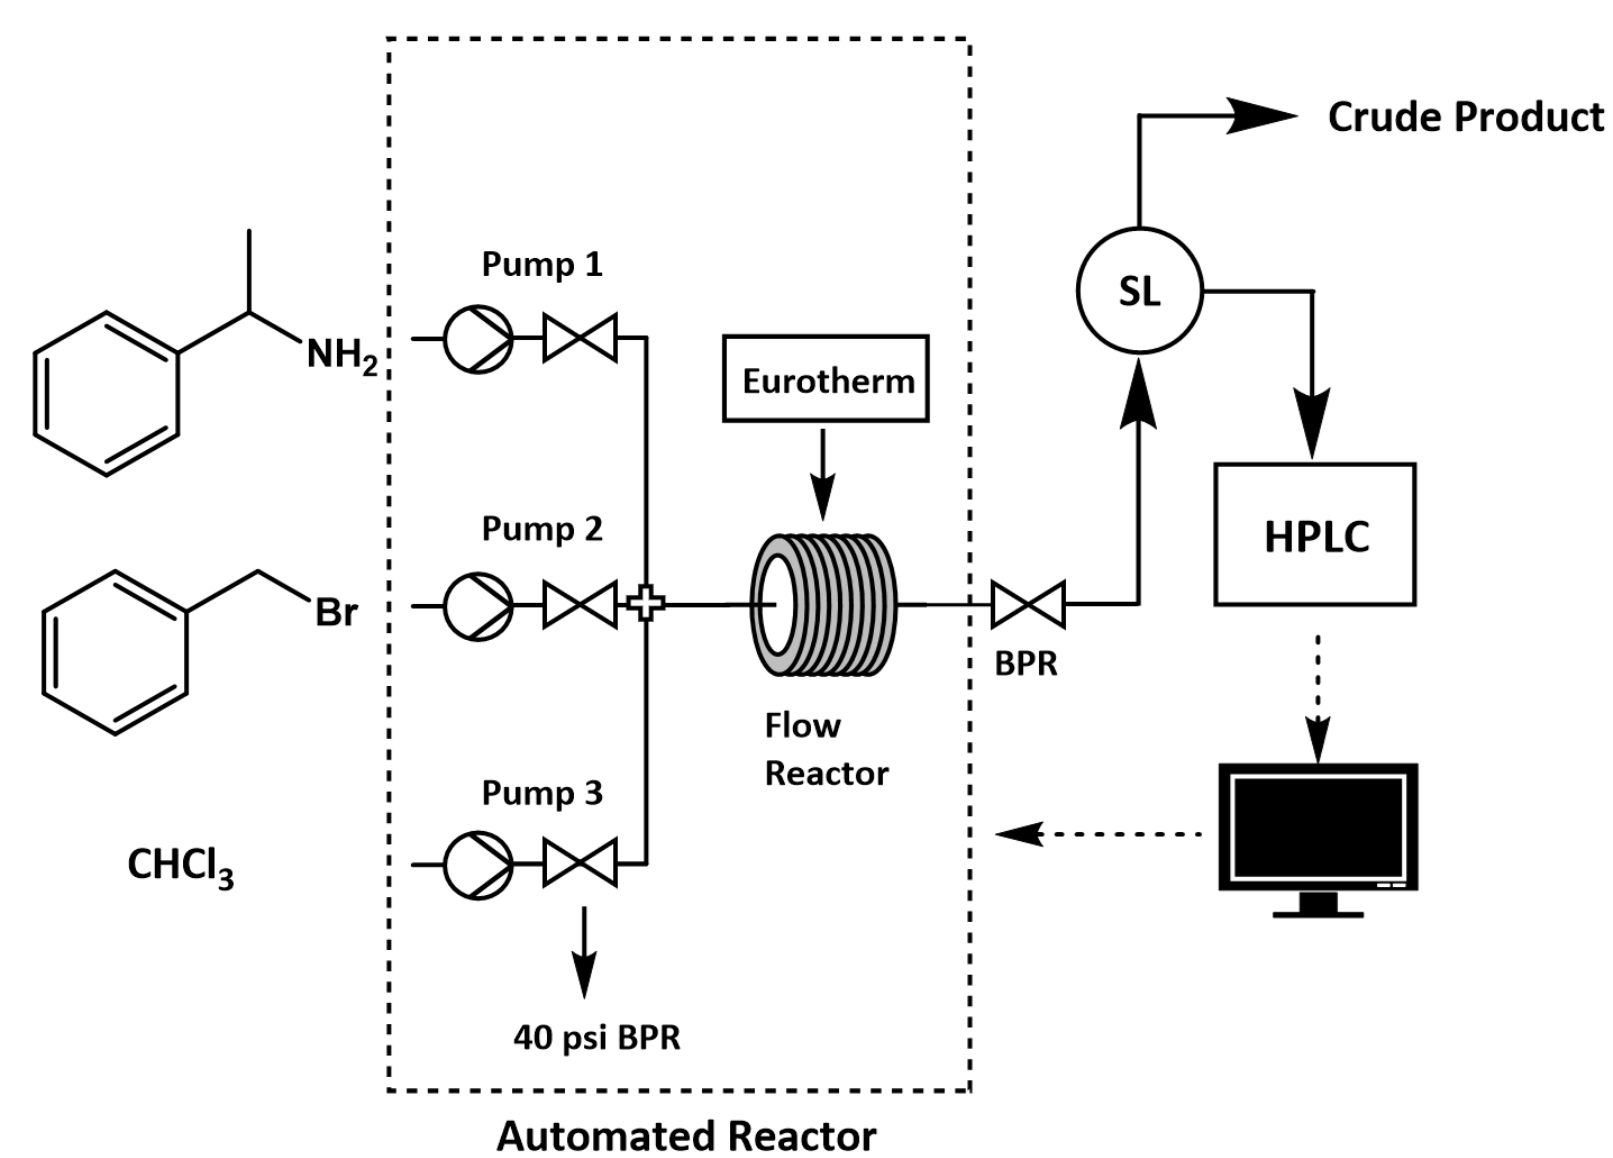 Crude Product
Pump 1
SL
NH2
Eurotherm
Pump 2
HPLC
Br
BPR
Flow
Reactor
Pump 3
CHCl3
40 psi BPR
Automated Reactor